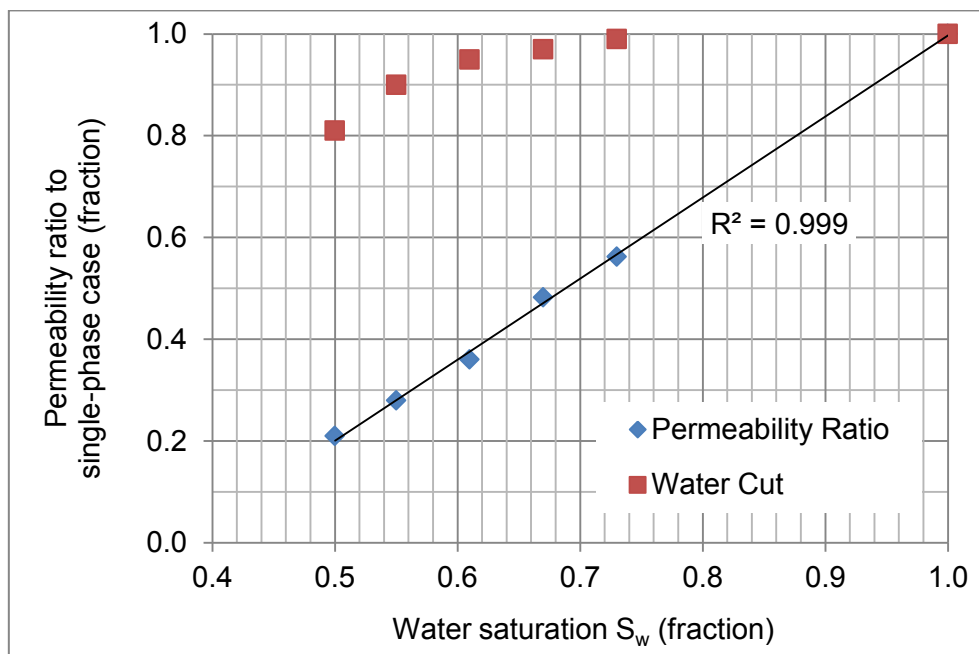 Permeability ratio to
single-phase case (fraction)
1.0
0.8
0.6
0.4
0.2
0.0
R² = 0.999
Permeability Ratio
Water Cut
0.4 0.5 0.6 0.7 0.8 0.9 1.0
Water saturation Sw (fraction)